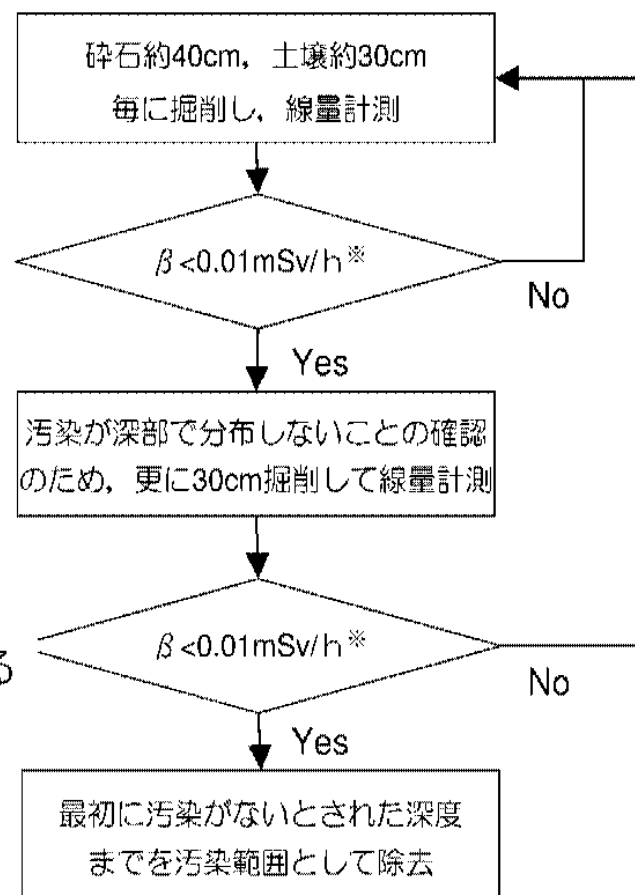 砕石約40cm，土壌約30cm
毎に掘削し，線量計測
β<0.01mSv/h※
No
Yes
汚染が深部で分布しないことの確認
のため，更に30cm掘削して線量計測
β<0.01mSv/h※
る
No
Yes
最初に汚染がないとされた深度
までを汚染範囲として除去